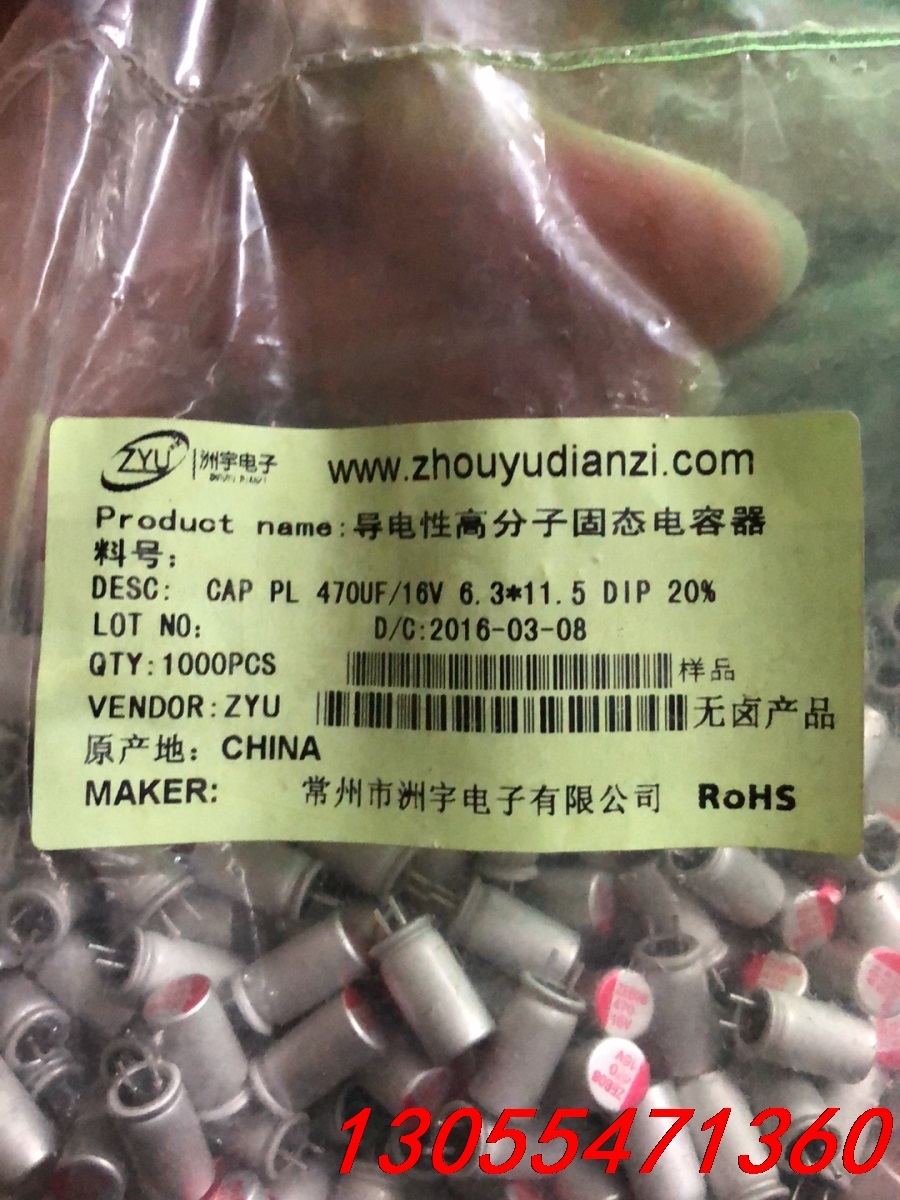 ZYU 洲宇电子 www.zhouyudianzi.com
Product name:导电性高分子固态电容器
料号:
DESC: CAP PL 470UF/16V 6.3*11.5 DIP 20%
LOT NO: D/C:2016-03-08
QTY:1000PCS 样品
VENDOR:ZYU 无卤产品
原产地: CHINA
MAKER: 常州市洲宇电子有限公司 RoHS
13055471360